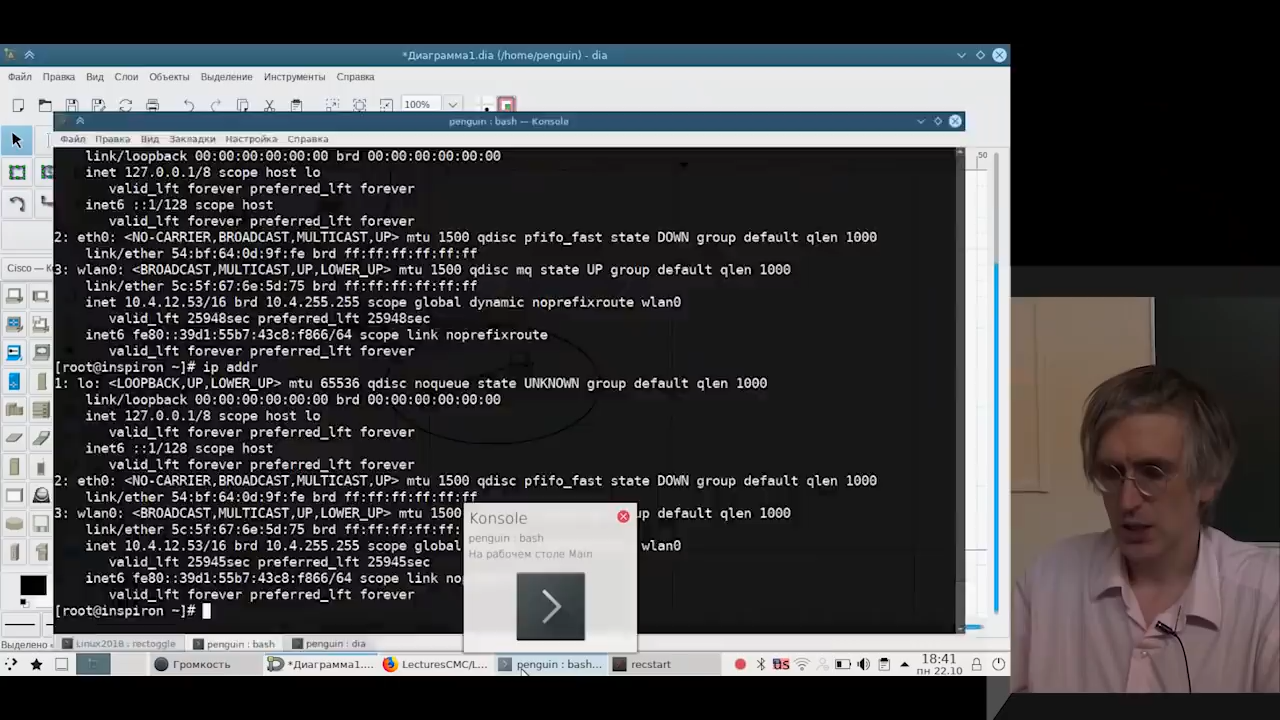 *Диаграмма1.dia (/home/penguin) - dia
Файл Правка Вид Слои Объекты Выделение Инструменты Справка
100%
penguin : bash — Konsole
Файл Правка Вид Закладки Настройка Справка
50
link/loopback 00:00:00:00:00:00 brd 00:00:00:00:00:00
inet 127.0.0.1/8 scope host lo
valid_lft forever preferred_lft forever
inet6 ::1/128 scope host
valid_lft forever preferred_lft forever
2: eth0: <NO-CARRIER,BROADCAST,MULTICAST,UP> mtu 1500 qdisc pfifo_fast state DOWN group default qlen 1000
link/ether 54:bf:64:0d:9f:fe brd ff:ff:ff:ff:ff:ff
3: wlan0: <BROADCAST,MULTICAST,UP,LOWER_UP> mtu 1500 qdisc mq state UP group default qlen 1000
link/ether 5c:5f:67:6e:5d:75 brd ff:ff:ff:ff:ff:ff
inet 10.4.12.53/16 brd 10.4.255.255 scope global dynamic noprefixroute wlan0
valid_lft 25948sec preferred_lft 25948sec
inet6 fe80::39d1:55b7:43c8:f866/64 scope link noprefixroute
valid_lft forever preferred_lft forever
[root@inspiron ~]# ip addr
1: lo: <LOOPBACK,UP,LOWER_UP> mtu 65536 qdisc noqueue state UNKNOWN group default qlen 1000
link/loopback 00:00:00:00:00:00 brd 00:00:00:00:00:00
inet 127.0.0.1/8 scope host lo
valid_lft forever preferred_lft forever
inet6 ::1/128 scope host
valid_lft forever preferred_lft forever
2: eth0: <NO-CARRIER,BROADCAST,MULTICAST,UP> mtu 1500 qdisc pfifo_fast state DOWN group default qlen 1000
link/ether 54:bf:64:0d:9f:fe brd ff:ff:ff:ff:ff:ff
3: wlan0: <BROADCAST,MULTICAST,UP,LOWER_UP> mtu 1500 up group default qlen 1000
link/ether 5c:5f:67:6e:5d:75 brd ff:ff:ff:
inet 10.4.12.53/16 brd 10.4.255.255 scope global wlan0
valid_lft 25945sec preferred_lft 25945sec
inet6 fe80::39d1:55b7:43c8:f866/64 scope link
valid_lft forever preferred_lft forever
[root@inspiron ~]#
Cisco —
Konsole
penguin : bash
На рабочем столе Main
Linux2018 : rectoggle penguin : bash penguin : dia
Выделено
Громкость *Диаграмма1.... LecturesCMC/L... penguin : bash... recstart US 18:41
пн 22.10